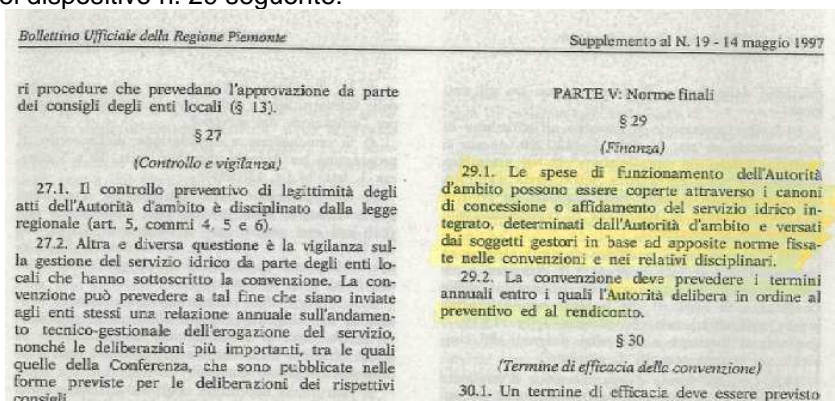 dispositivo n. 29 seguente:
Bollettino Ufficiale della Regione Piemonte
Supplemento al N. 19 - 14 maggio 1997
ri procedure che prevedano l'approvazione da parte
dei consigli degli enti locali (§ 13).
§ 27
(Controllo e vigilanza)
27.1. Il controllo preventivo di legittimità degli
atti dell'Autorità d'ambito è disciplinato dalla legge
regionale (art. 5, commi 4, 5 e 6).
27.2. Altra e diversa questione è la vigilanza sul-
la gestione del servizio idrico da parte degli enti lo-
cali che hanno sottoscritto la convenzione. La con-
venzione può prevedere a tal fine che siano inviate
agli enti stessi una relazione annuale sull'andamen-
to tecnico-gestionale dell'erogazione del servizio,
nonché le deliberazioni più importanti, tra le quali
quelle della Conferenza, che sono pubblicate nelle
forme previste per le deliberazioni dei rispettivi
consigli
PARTE V: Norme finali
§ 29
(Finanza)
29.1. Le spese di funzionamento dell'Autorità
d'ambito possono essere coperte attraverso i canoni
di concessione o affidamento del servizio idrico in-
tegrato, determinati dall'Autorità d'ambito e versati
dai soggetti gestori in base ad apposite norme fissa-
te nelle convenzioni e nei relativi disciplinari.
29.2. La convenzione deve prevedere i termini
annuali entro i quali l'Autorità delibera in ordine al
preventivo ed al rendiconto.
§ 30
(Termine di efficacia della convenzione)
30.1. Un termine di efficacia deve essere previsto